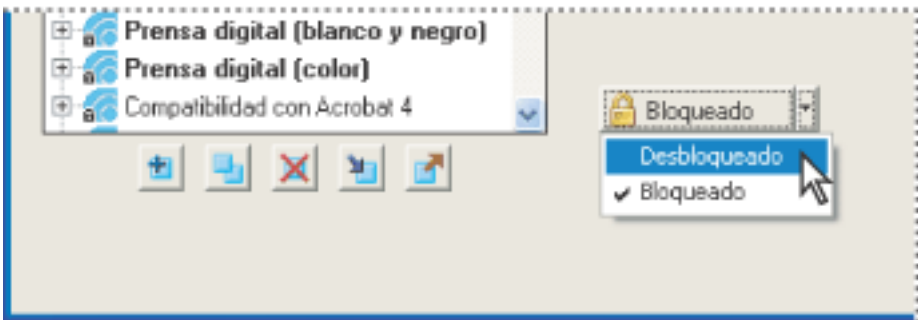 Prensa digital (blanco y negro)
Prensa digital (color)
Compatibilidad con Acrobat 4
Bloqueado
Desbloqueado
Bloqueado